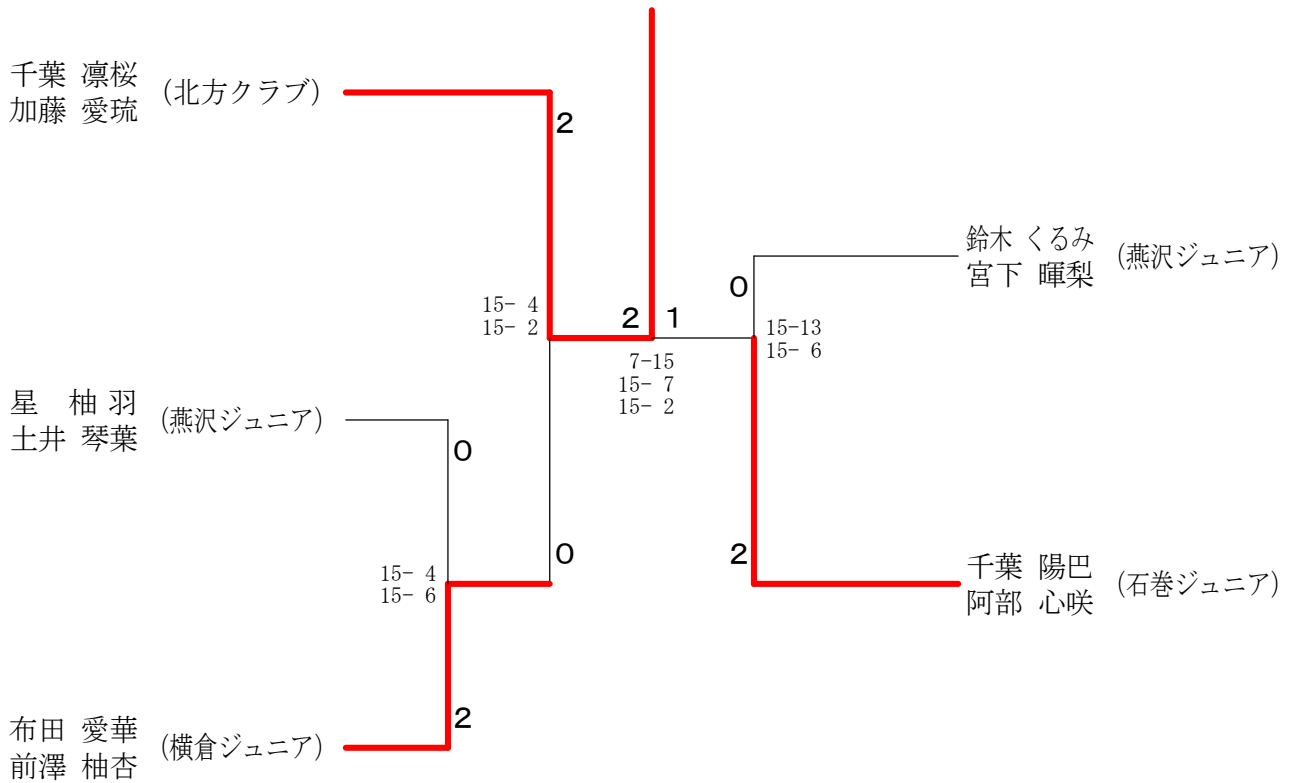 千葉 凛桜
加藤 愛琉
(北方クラブ)
2
鈴木 くるみ
宮下 暉梨
(燕沢ジュニア)
0
15- 4
15- 2
2
1
15-13
15- 6
7-15
15- 7
15- 2
星 柚羽
土井 琴葉
(燕沢ジュニア)
0
0
2
15- 4
15- 6
千葉 陽巴
阿部 心咲
(石巻ジュニア)
布田 愛華
前澤 柚杏
(横倉ジュニア)
2